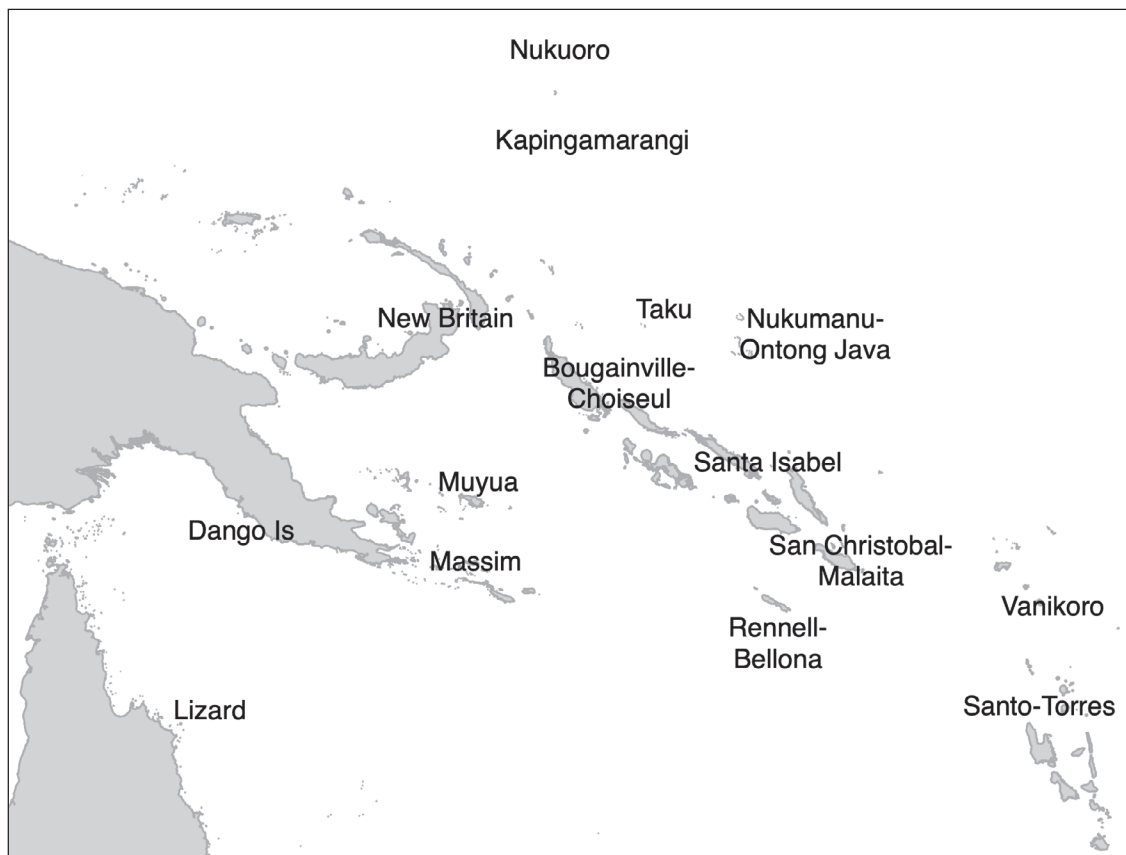 Nukuoro
Kapingamarangi
New Britain
Taku
Nukumanu-
Ontong Java
Bougainville-
Choiseul
Santa Isabel
Muyua
Dango Is
Massim
San Christobal-
Malaita
Vanikoro
Rennell-
Bellona
Lizard
Santo-Torres